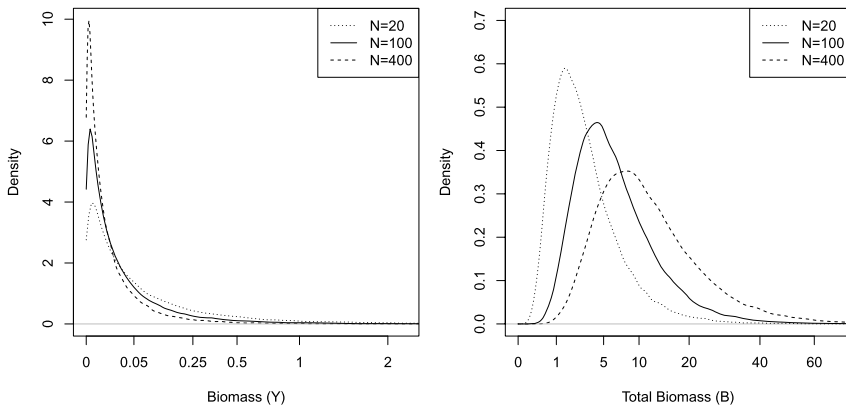 N=20
N=100
N=400
10
8
6
4
2
0
Density
0 0.05 0.25 0.5 1 2
Biomass (Y)
N=20
N=100
N=400
0.7
0.6
0.5
0.4
0.3
0.2
0.1
0.0
Density
0 1 5 10 20 40 60
Total Biomass (B)